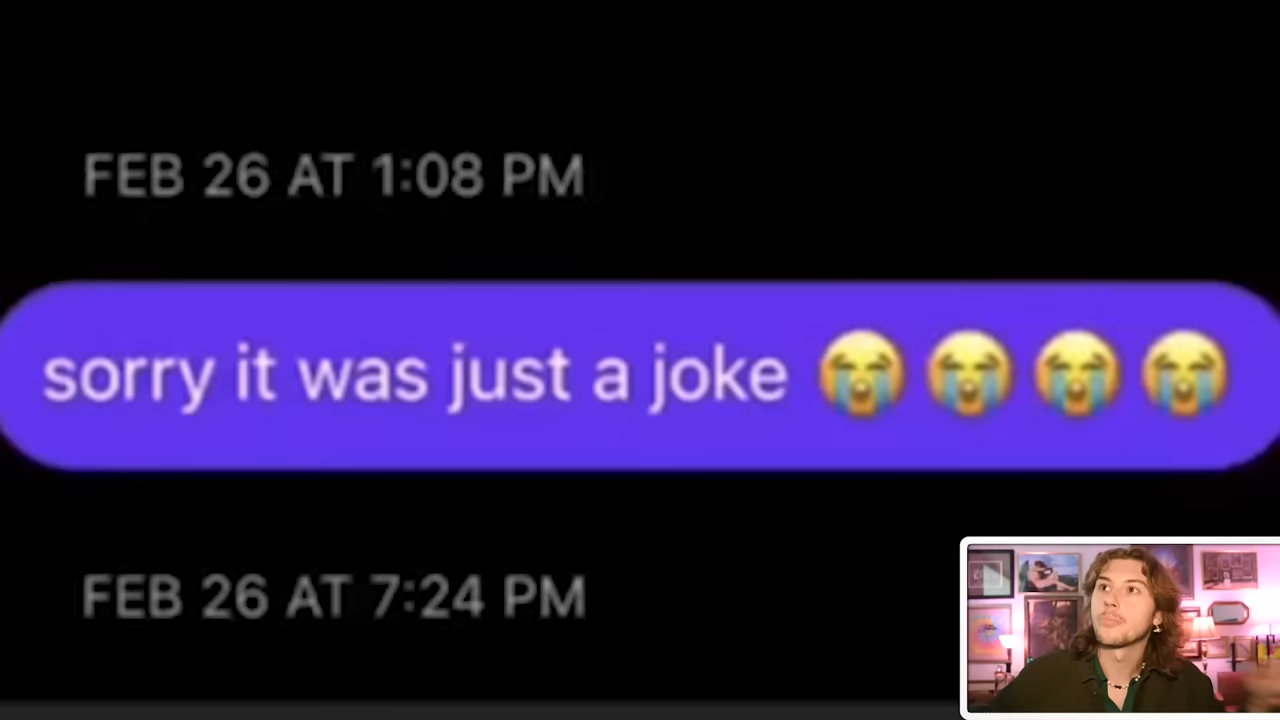 FEB 26 AT 1:08 PM
sorry it was just a joke 😭😭😭😭
FEB 26 AT 7:24 PM